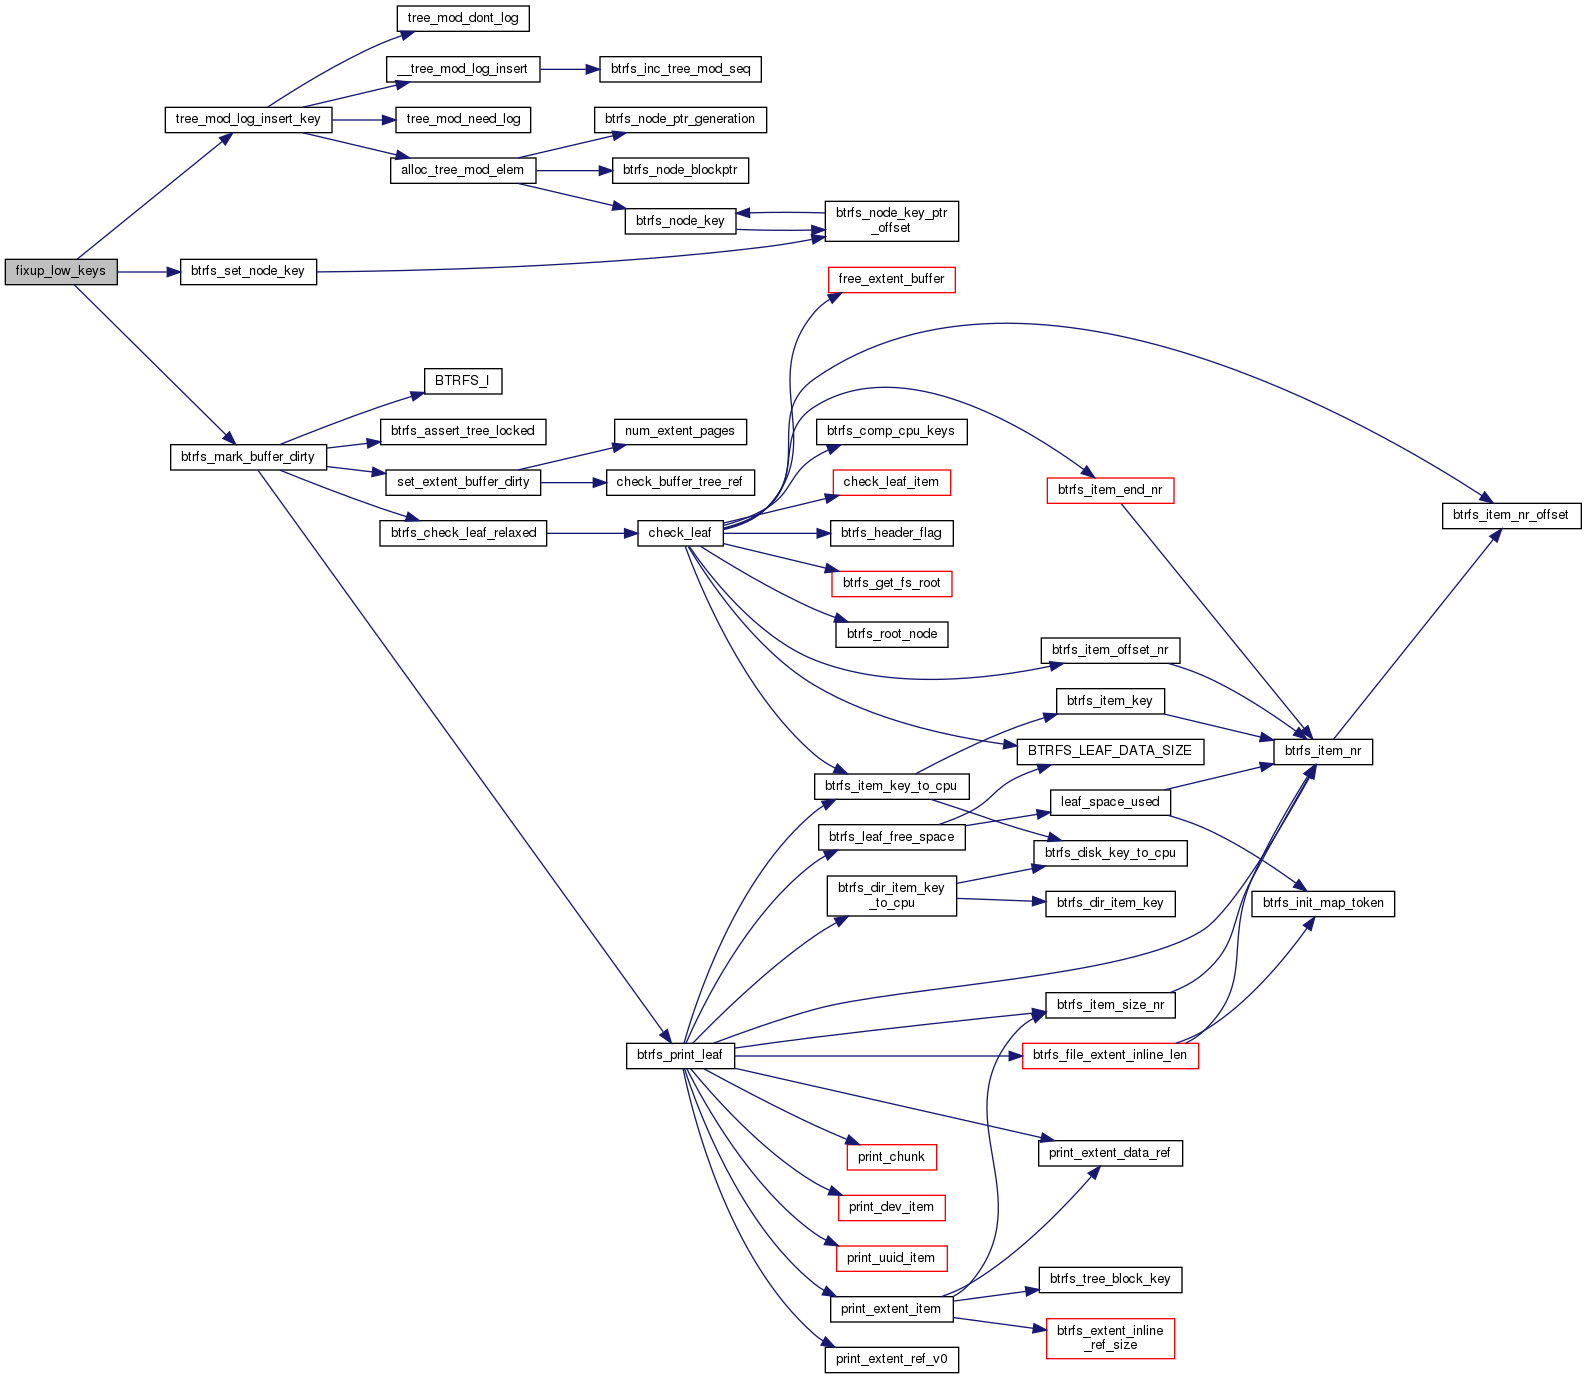 tree_mod_dont_log
__tree_mod_log_insert
btrfs_inc_tree_mod_seq
tree_mod_log_insert_key
tree_mod_need_log
btrfs_node_ptr_generation
alloc_tree_mod_elem
btrfs_node_blockptr
btrfs_node_key
btrfs_node_key_ptr
_offset
fixup_low_keys
btrfs_set_node_key
free_extent_buffer
BTRFS_I
btrfs_assert_tree_locked
num_extent_pages
btrfs_comp_cpu_keys
btrfs_mark_buffer_dirty
set_extent_buffer_dirty
check_buffer_tree_ref
check_leaf_item
btrfs_item_end_nr
btrfs_item_nr_offset
btrfs_check_leaf_relaxed
check_leaf
btrfs_header_flag
btrfs_get_fs_root
btrfs_root_node
btrfs_item_offset_nr
btrfs_item_key
BTRFS_LEAF_DATA_SIZE
btrfs_item_nr
btrfs_item_key_to_cpu
leaf_space_used
btrfs_leaf_free_space
btrfs_disk_key_to_cpu
btrfs_dir_item_key
_to_cpu
btrfs_dir_item_key
btrfs_init_map_token
btrfs_item_size_nr
btrfs_print_leaf
btrfs_file_extent_inline_len
print_chunk
print_extent_data_ref
print_dev_item
print_uuid_item
btrfs_tree_block_key
print_extent_item
btrfs_extent_inline
_ref_size
print_extent_ref_v0